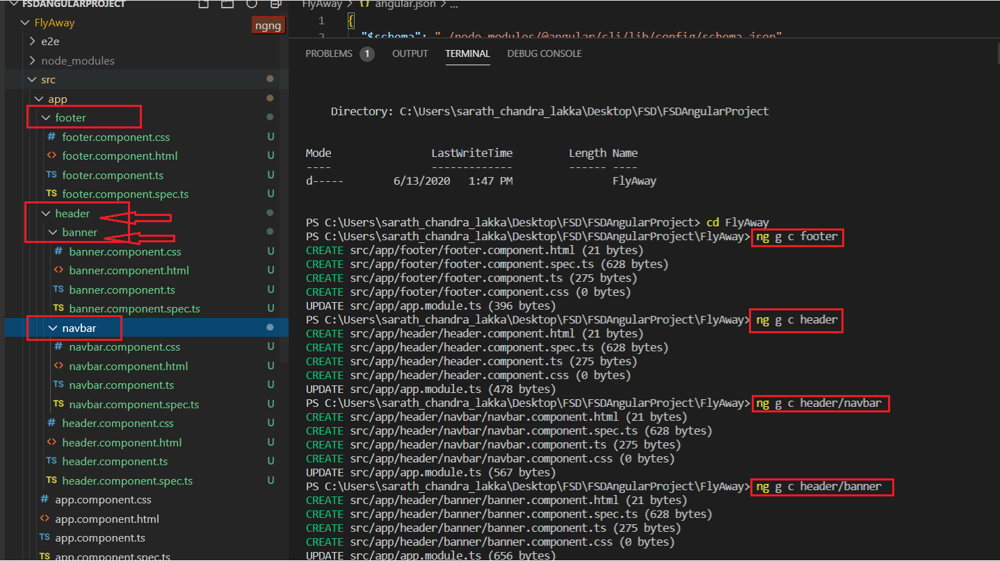 FSDANGULARPROJECT
FlyAway
ngng
e2e
node_modules
src
app
footer
# footer.component.css U
<> footer.component.html U
TS footer.component.ts U
TS footer.component.spec.ts U
header
banner
# banner.component.css U
<> banner.component.html U
TS banner.component.ts U
TS banner.component.spec.ts U
navbar
# navbar.component.css U
<> navbar.component.html U
TS navbar.component.ts U
TS navbar.component.spec.ts U
# header.component.css U
<> header.component.html U
TS header.component.ts U
TS header.component.spec.ts U
# app.component.css
<> app.component.html
TS app.component.ts
TS app.component.spec.ts
FlyAway > {} angular.json > ...
1 {
2 "$schema": "./node_modules/@angular/cli/lib/config/schema.json"
PROBLEMS 1 OUTPUT TERMINAL DEBUG CONSOLE
Directory: C:\Users\sarath_chandra_lakka\Desktop\FSD\FSDAngularProject
Mode LastWriteTime Length Name
---- ------------- ------ ----
d----- 6/13/2020 1:47 PM FlyAway
PS C:\Users\sarath_chandra_lakka\Desktop\FSD\FSDAngularProject> cd FlyAway
PS C:\Users\sarath_chandra_lakka\Desktop\FSD\FSDAngularProject\FlyAway> ng g c footer
CREATE src/app/footer/footer.component.html (21 bytes)
CREATE src/app/footer/footer.component.spec.ts (628 bytes)
CREATE src/app/footer/footer.component.ts (275 bytes)
CREATE src/app/footer/footer.component.css (0 bytes)
UPDATE src/app/app.module.ts (396 bytes)
PS C:\Users\sarath_chandra_lakka\Desktop\FSD\FSDAngularProject\FlyAway> ng g c header
CREATE src/app/header/header.component.html (21 bytes)
CREATE src/app/header/header.component.spec.ts (628 bytes)
CREATE src/app/header/header.component.ts (275 bytes)
CREATE src/app/header/header.component.css (0 bytes)
UPDATE src/app/app.module.ts (478 bytes)
PS C:\Users\sarath_chandra_lakka\Desktop\FSD\FSDAngularProject\FlyAway> ng g c header/navbar
CREATE src/app/header/navbar/navbar.component.html (21 bytes)
CREATE src/app/header/navbar/navbar.component.spec.ts (628 bytes)
CREATE src/app/header/navbar/navbar.component.ts (275 bytes)
CREATE src/app/header/navbar/navbar.component.css (0 bytes)
UPDATE src/app/app.module.ts (567 bytes)
PS C:\Users\sarath_chandra_lakka\Desktop\FSD\FSDAngularProject\FlyAway> ng g c header/banner
CREATE src/app/header/banner/banner.component.html (21 bytes)
CREATE src/app/header/banner/banner.component.spec.ts (628 bytes)
CREATE src/app/header/banner/banner.component.ts (275 bytes)
CREATE src/app/header/banner/banner.component.css (0 bytes)
UPDATE src/app/app.module.ts (656 bytes)